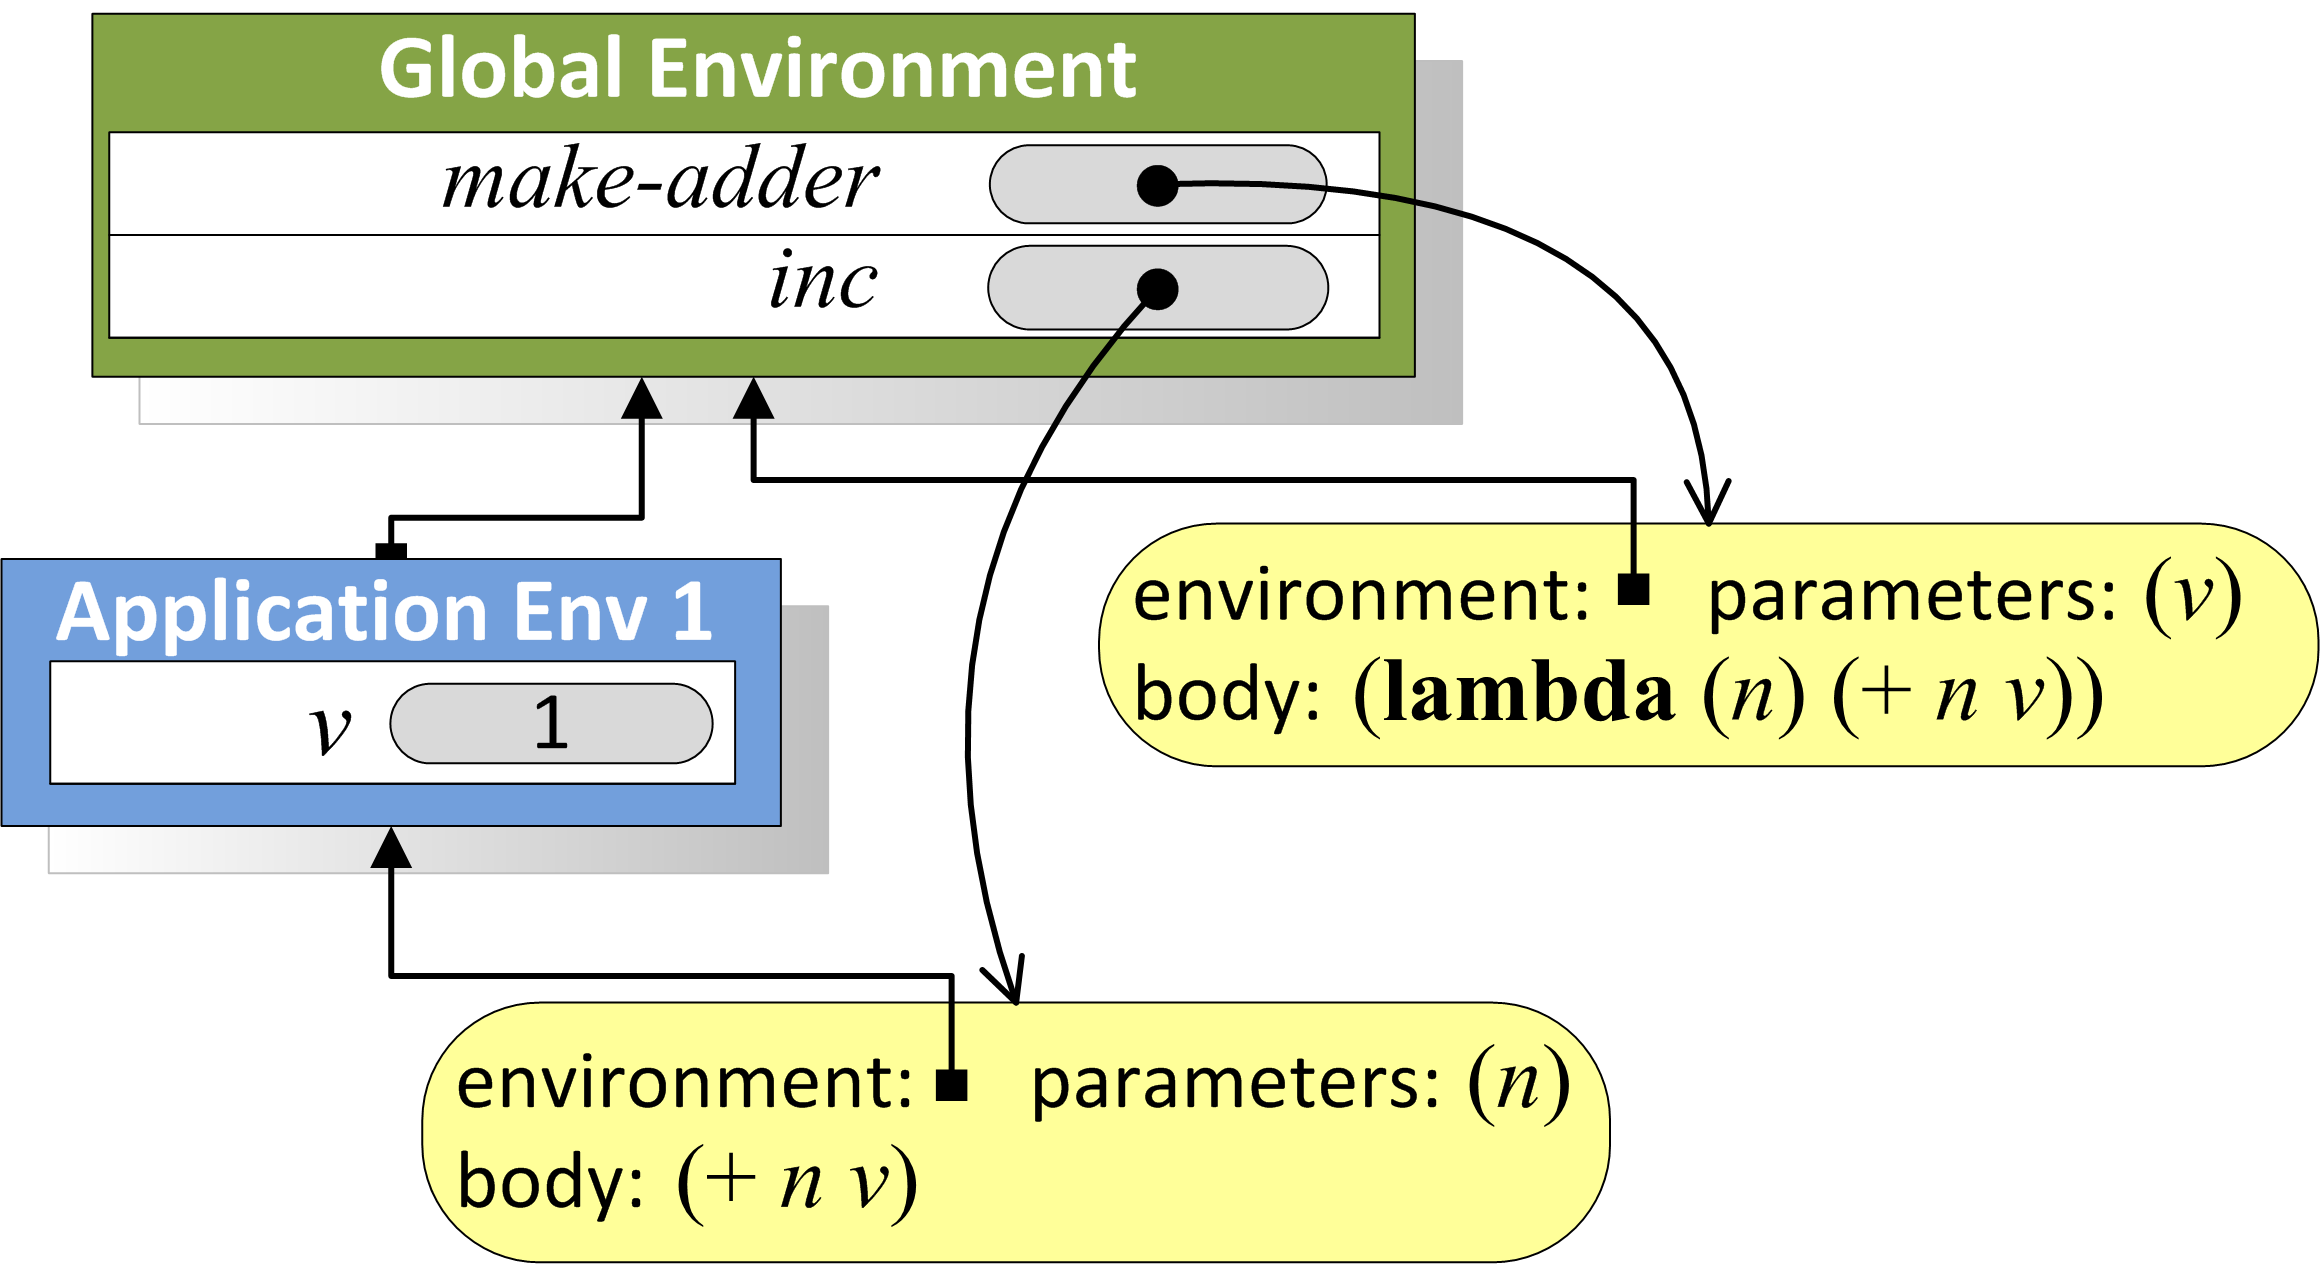 Global Environment
make-adder
inc
Application Env 1
v 1
environment: parameters: (v)
body: (lambda (n) (+ n v))
environment: parameters: (n)
body: (+ n v)